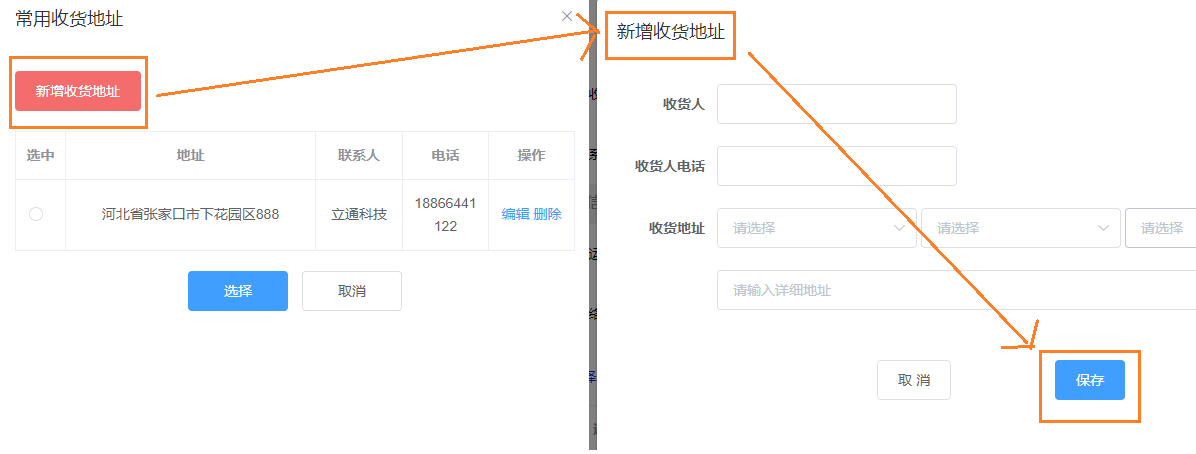 常用收货地址
新增收货地址
选中 地址 联系人 电话 操作
河北省张家口市下花园区888 立通科技 18866441
122 编辑 删除
选择 取消
新增收货地址
收货人
收货人电话
收货地址 请选择 请选择 请选择
请输入详细地址
取 消 保存